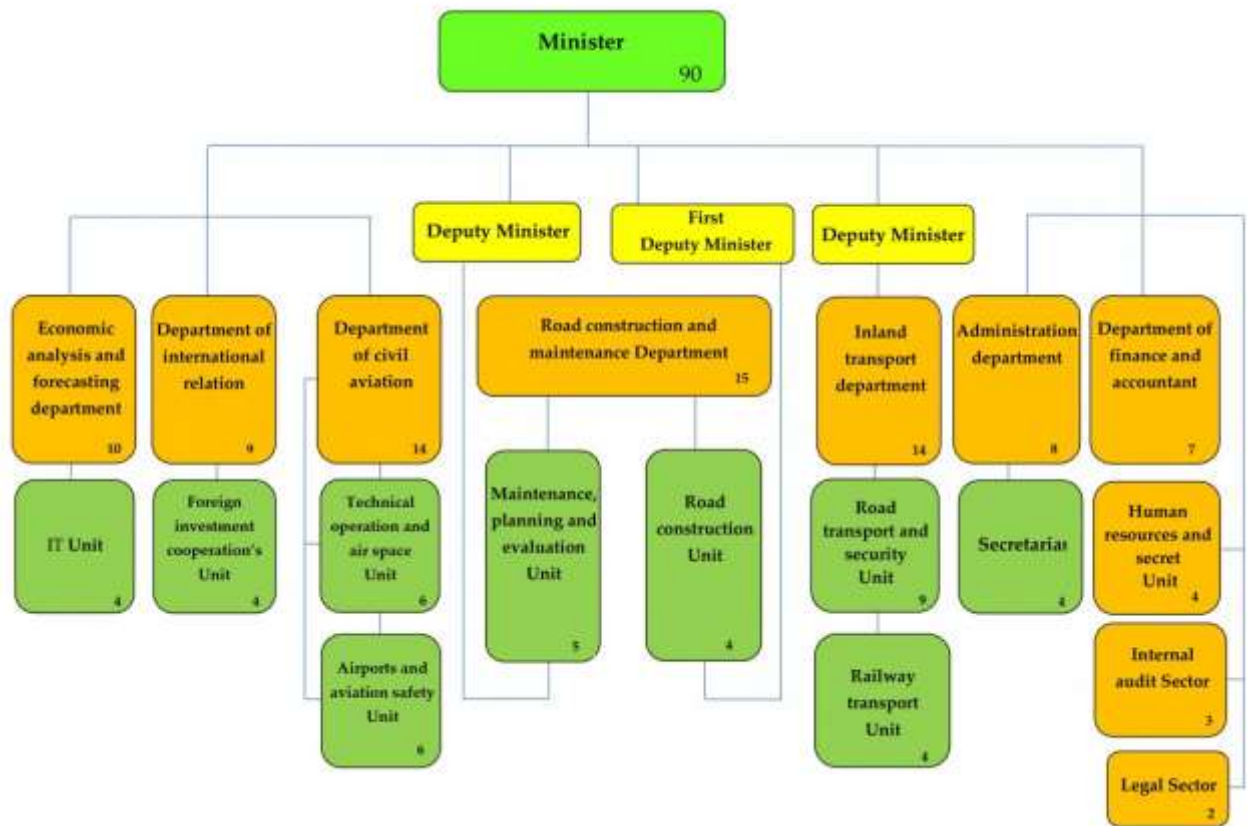 Minister
90
Deputy Minister
First
Deputy Minister
Deputy Minister
Economic
analysis and
forecasting
department
10
Department of
international
relation
9
Department
of civil
aviation
14
Road construction and
maintenance Department
15
Inland
transport
department
14
Administration
department
8
Department of
finance and
accountant
7
IT Unit
4
Foreign
investment
cooperation's
Unit
4
Technical
operation and
air space
Unit
6
Maintenance,
planning and
evaluation
Unit
5
Road
construction
Unit
4
Road
transport and
security
Unit
9
Secretariat
4
Human
resources and
secret
Unit
4
Airports and
aviation safety
Unit
6
Railway
transport
Unit
4
Internal
audit Sector
3
Legal Sector
2